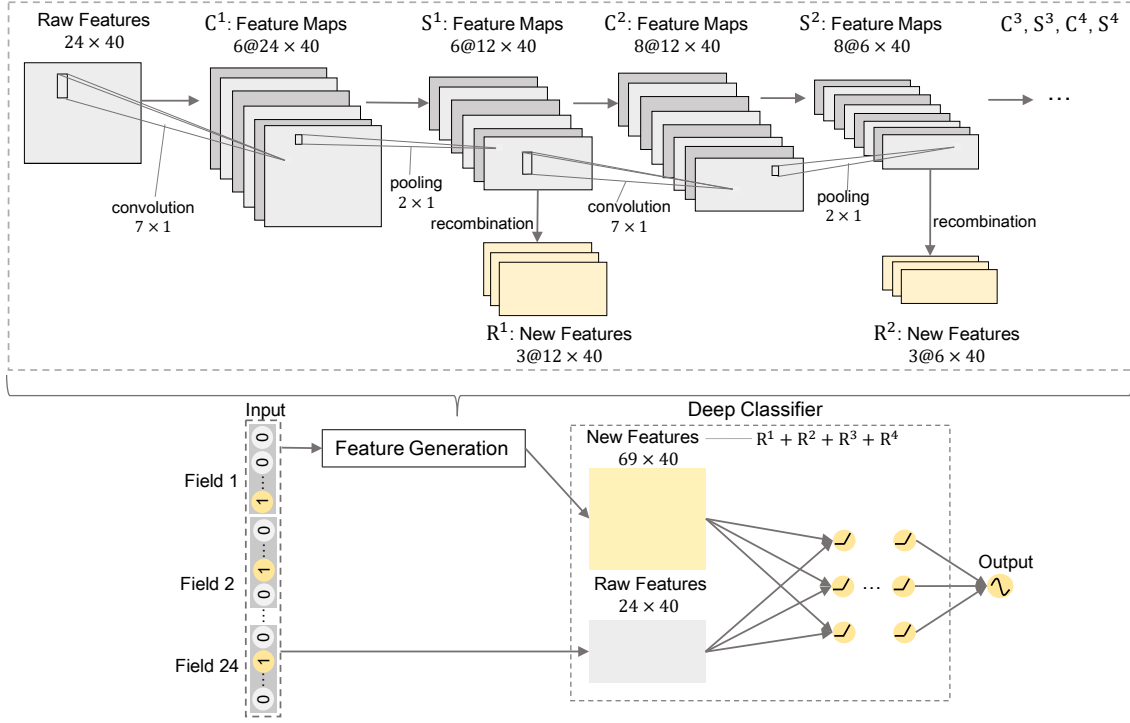 Raw Features
24 × 40
C¹: Feature Maps
6@24 × 40
S¹: Feature Maps
6@12 × 40
C²: Feature Maps
8@12 × 40
S²: Feature Maps
8@6 × 40
C³, S³, C⁴, S⁴
...
convolution
7 × 1
pooling
2 × 1
recombination
convolution
7 × 1
pooling
2 × 1
recombination
R¹: New Features
3@12 × 40
R²: New Features
3@6 × 40
Input
Deep Classifier
Feature Generation
New Features
69 × 40
R¹ + R² + R³ + R⁴
Field 1
0
0
...
1
Field 2
0
...
1
0
...
Field 24
0
1
...
0
Raw Features
24 × 40
...
Output